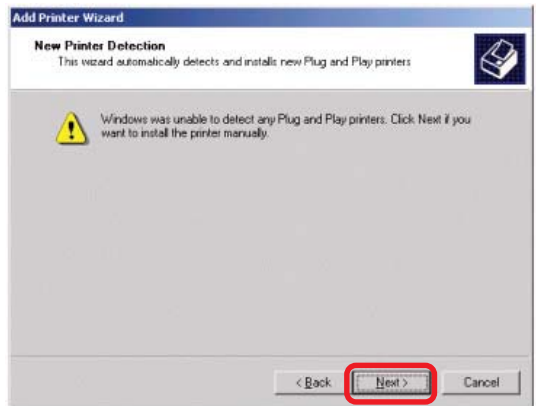 Add Printer Wizard
New Printer Detection
This wizard automatically detects and installs new Plug and Play printers
Windows was unable to detect any Plug and Play printers. Click Next if you
want to install the printer manually.
< Back
Next >
Cancel